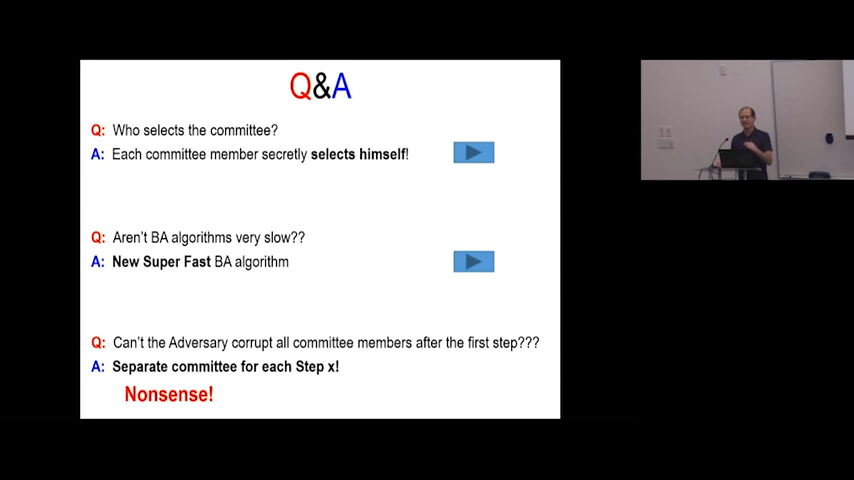 Q&A
Q: Who selects the committee?
A: Each committee member secretly selects himself!
Q: Aren't BA algorithms very slow??
A: New Super Fast BA algorithm
Q: Can't the Adversary corrupt all committee members after the first step???
A: Separate committee for each Step x!
Nonsense!